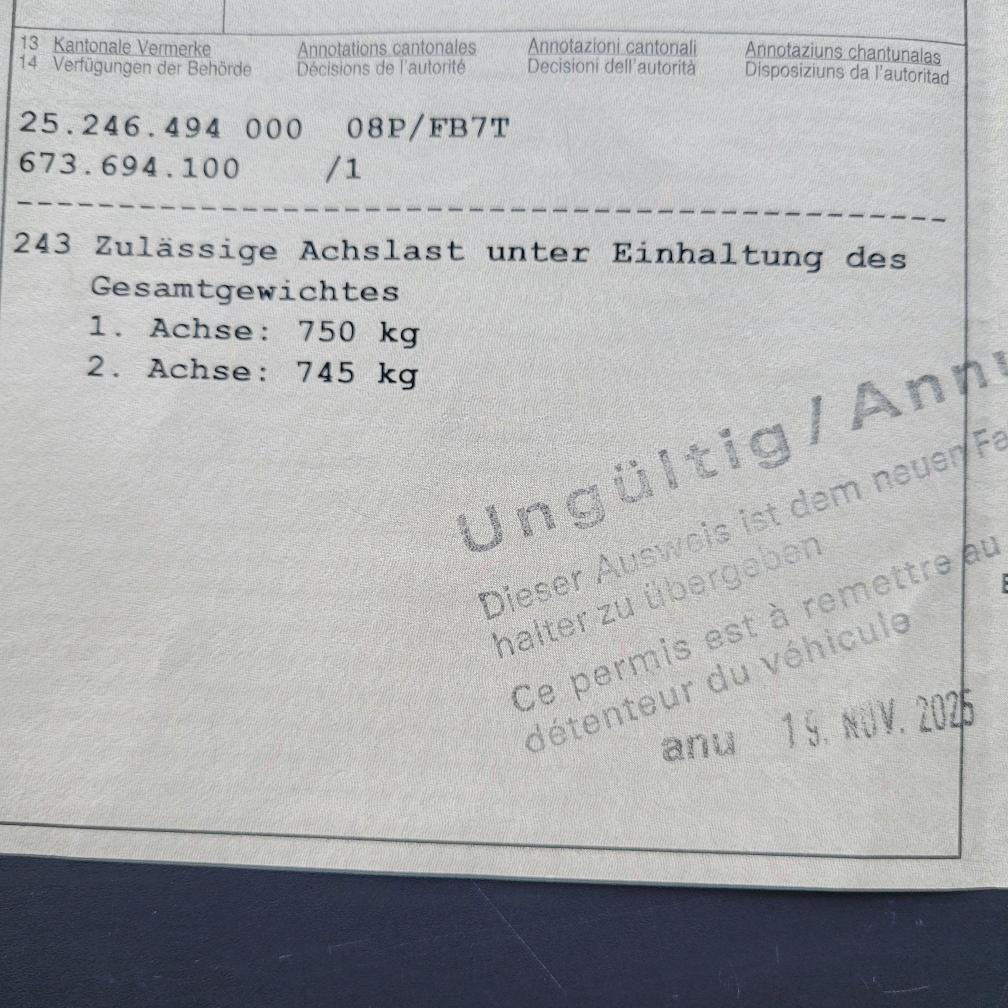 13 Kantonale Vermerke Annotations cantonales Annotazioni cantonali Annotaziuns chantunalas
14 Verfügungen der Behörde Décisions de l'autorité Decisioni dell'autorità Disposiziuns da l'autoritad
25.246.494 000 08P/FB7T
673.694.100 /1
243 Zulässige Achslast unter Einhaltung des
Gesamtgewichtes
1. Achse: 750 kg
2. Achse: 745 kg
Ungültig/Annu
Dieser Ausweis ist dem neuen Fa
halter zu übergeben
Ce permis est à remettre au
détenteur du véhicule
anu 19. NOV. 2025